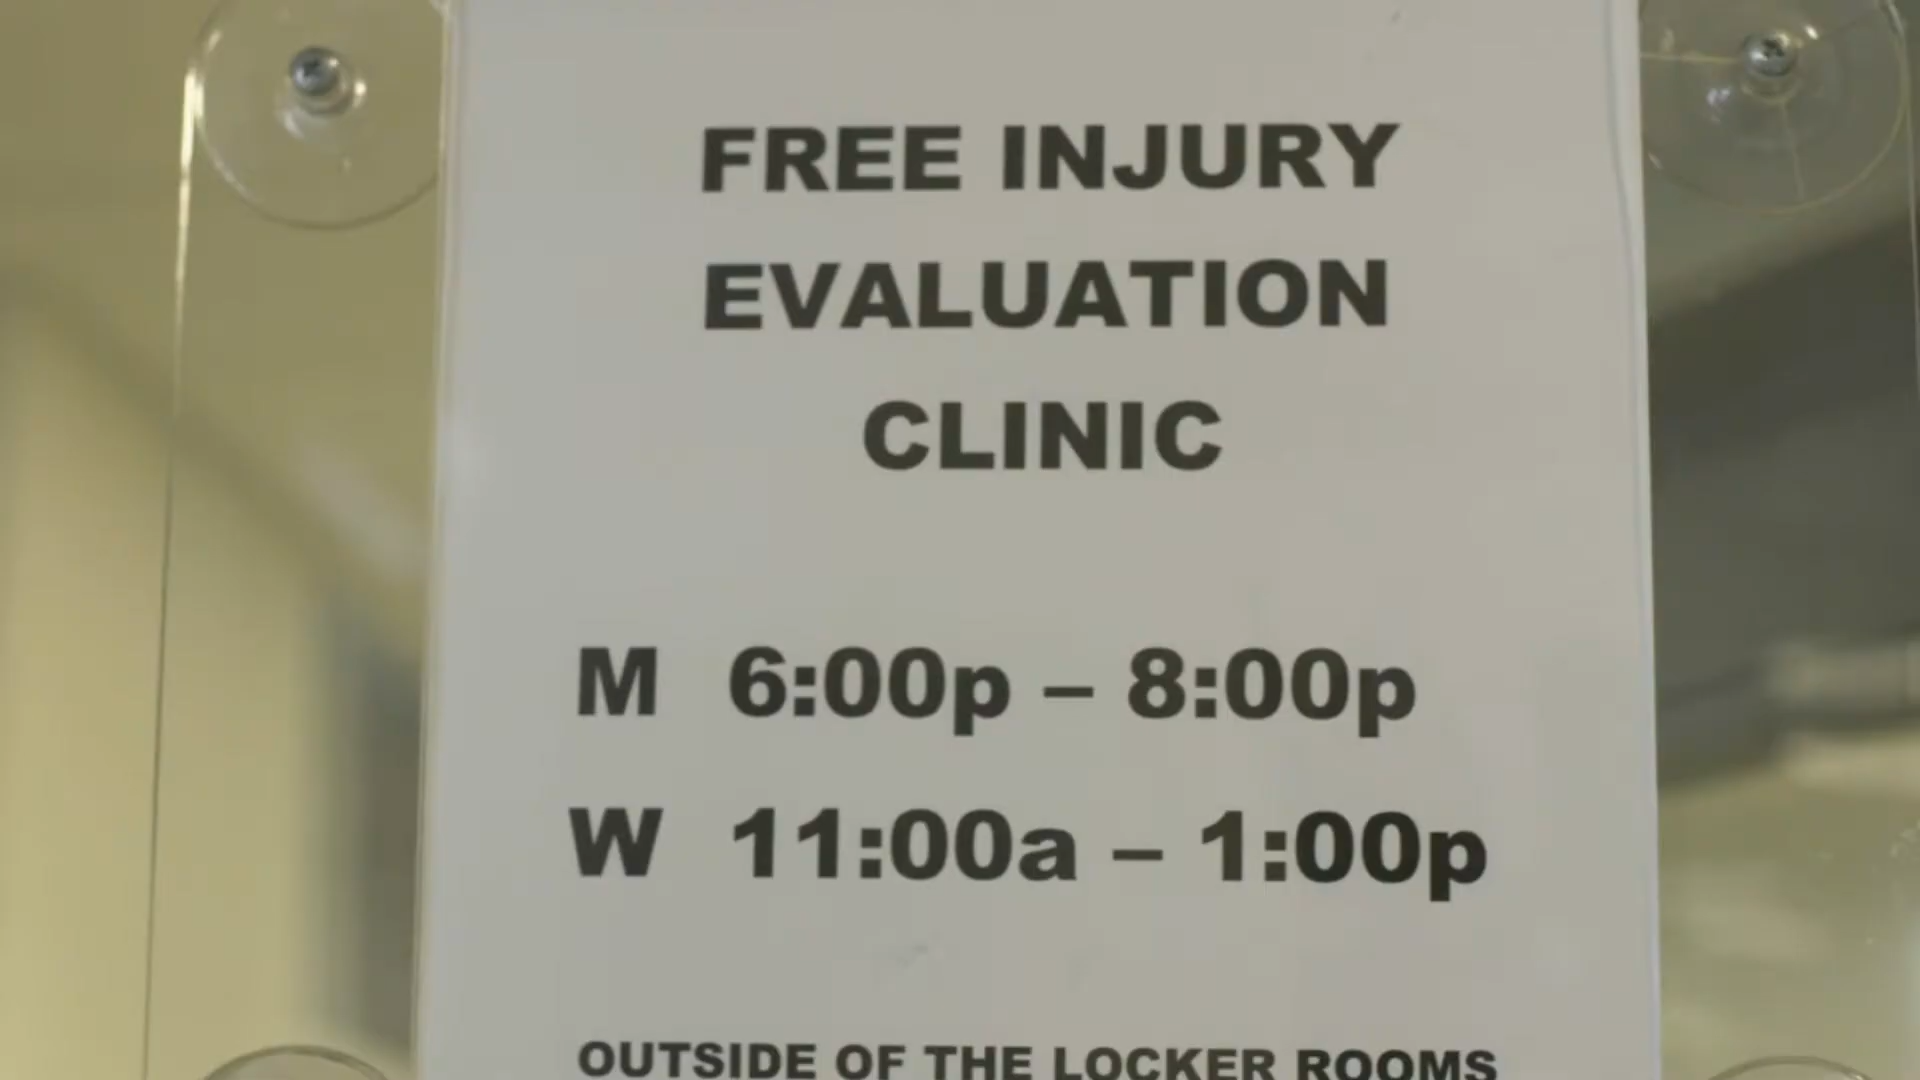 FREE INJURY
EVALUATION
CLINIC
M 6:00p – 8:00p
W 11:00a – 1:00p
OUTSIDE OF THE LOCKER ROOMS